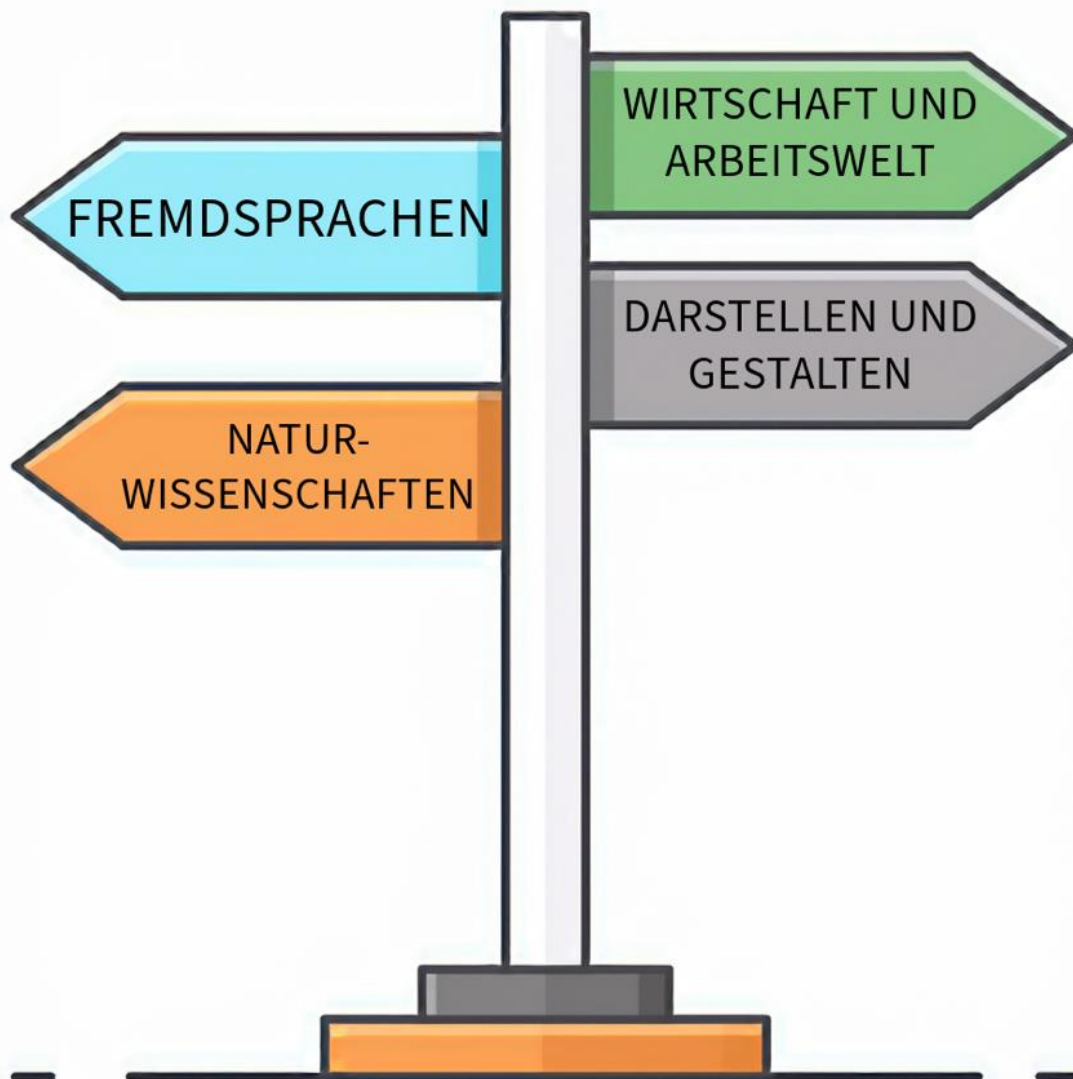 WIRTSCHAFT UND
ARBEITSWELT
FREMDSPRACHEN
DARSTELLEN UND
GESTALTEN
NATUR-
WISSENSCHAFTEN